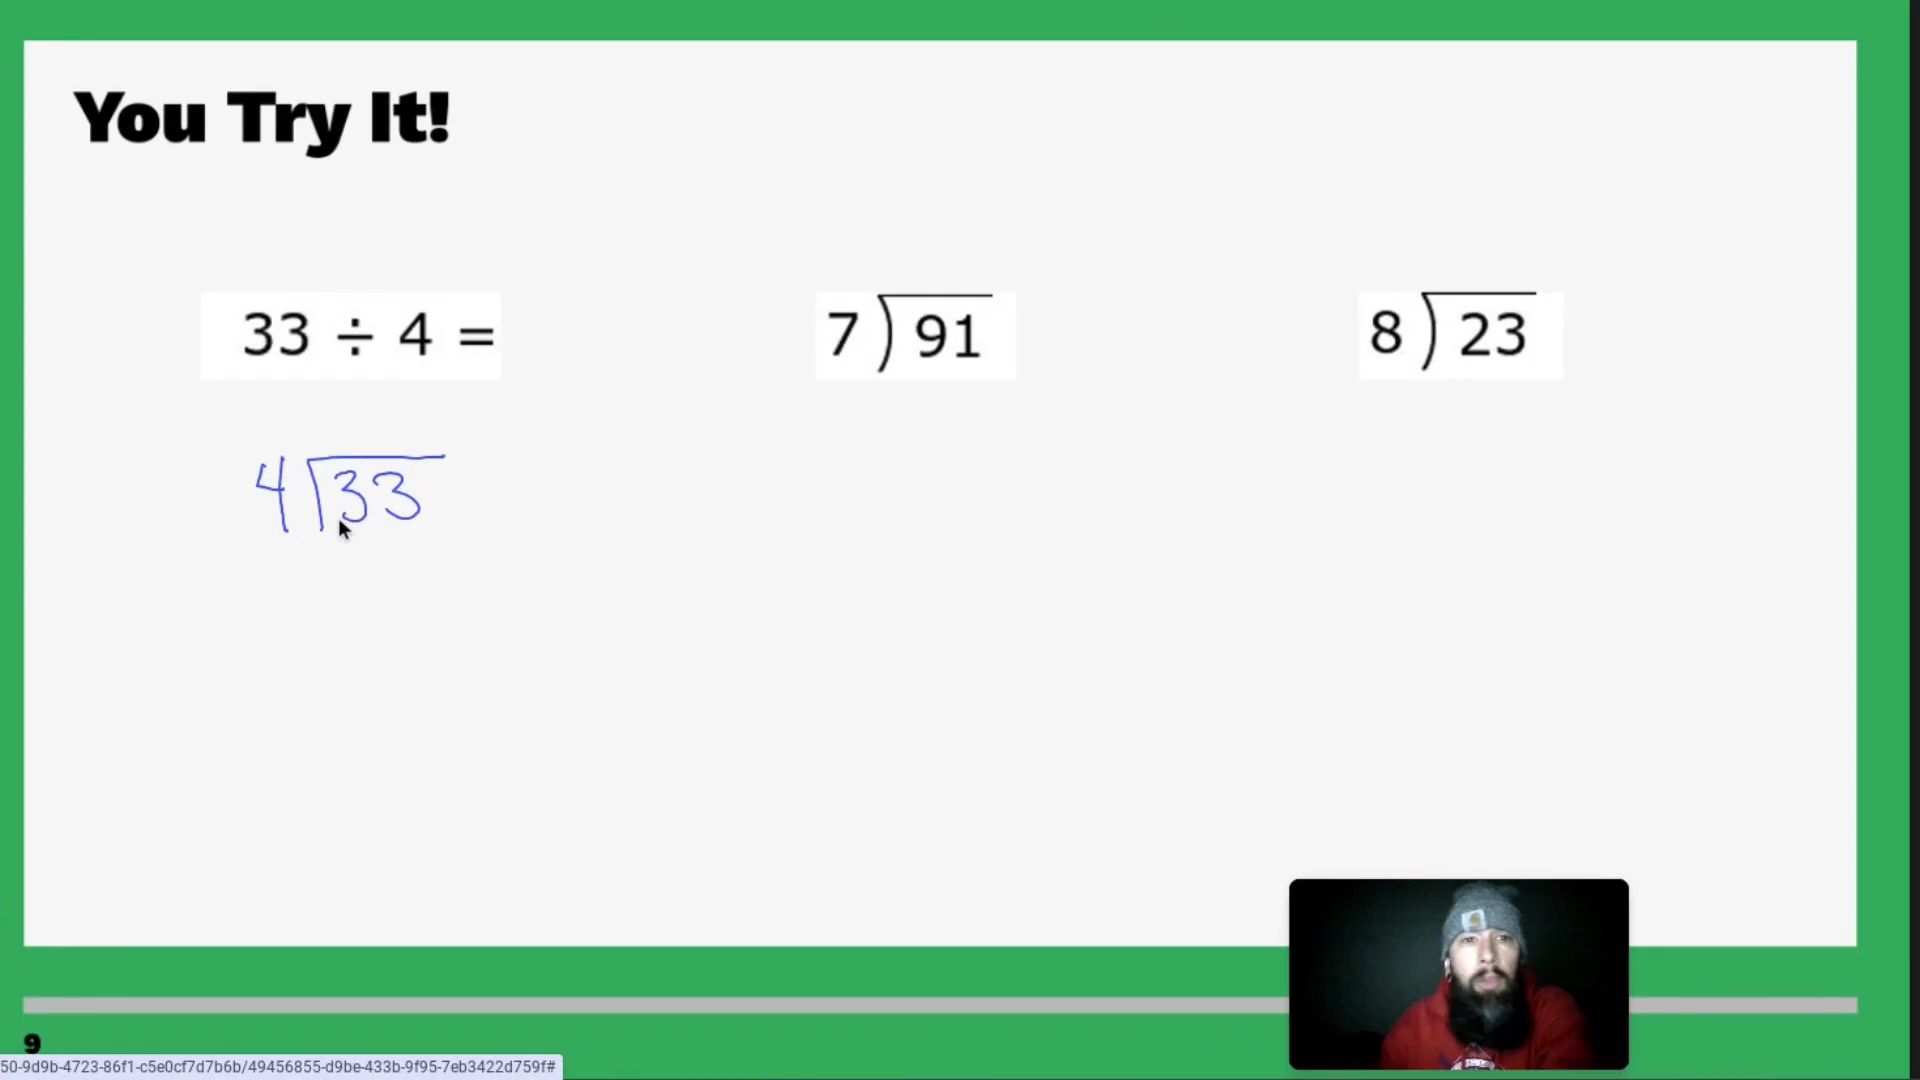 You Try It!
33 ÷ 4 =
7 ) 91
8 ) 23
4 33
9
50-9d9b-4723-86f1-c5e0cf7d7b6b/49456855-d9be-433b-9f95-7eb3422d759f#